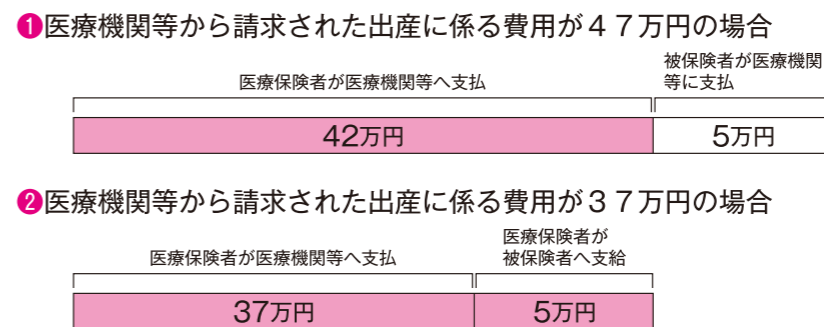 ❶医療機関等から請求された出産に係る費用が４７万円の場合
被保険者が医療機関
医療保険者が医療機関等へ支払
等に支払
42万円
5万円
❷医療機関等から請求された出産に係る費用が３７万円の場合
医療保険者が
医療保険者が医療機関等へ支払
被保険者へ支給
37万円
5万円